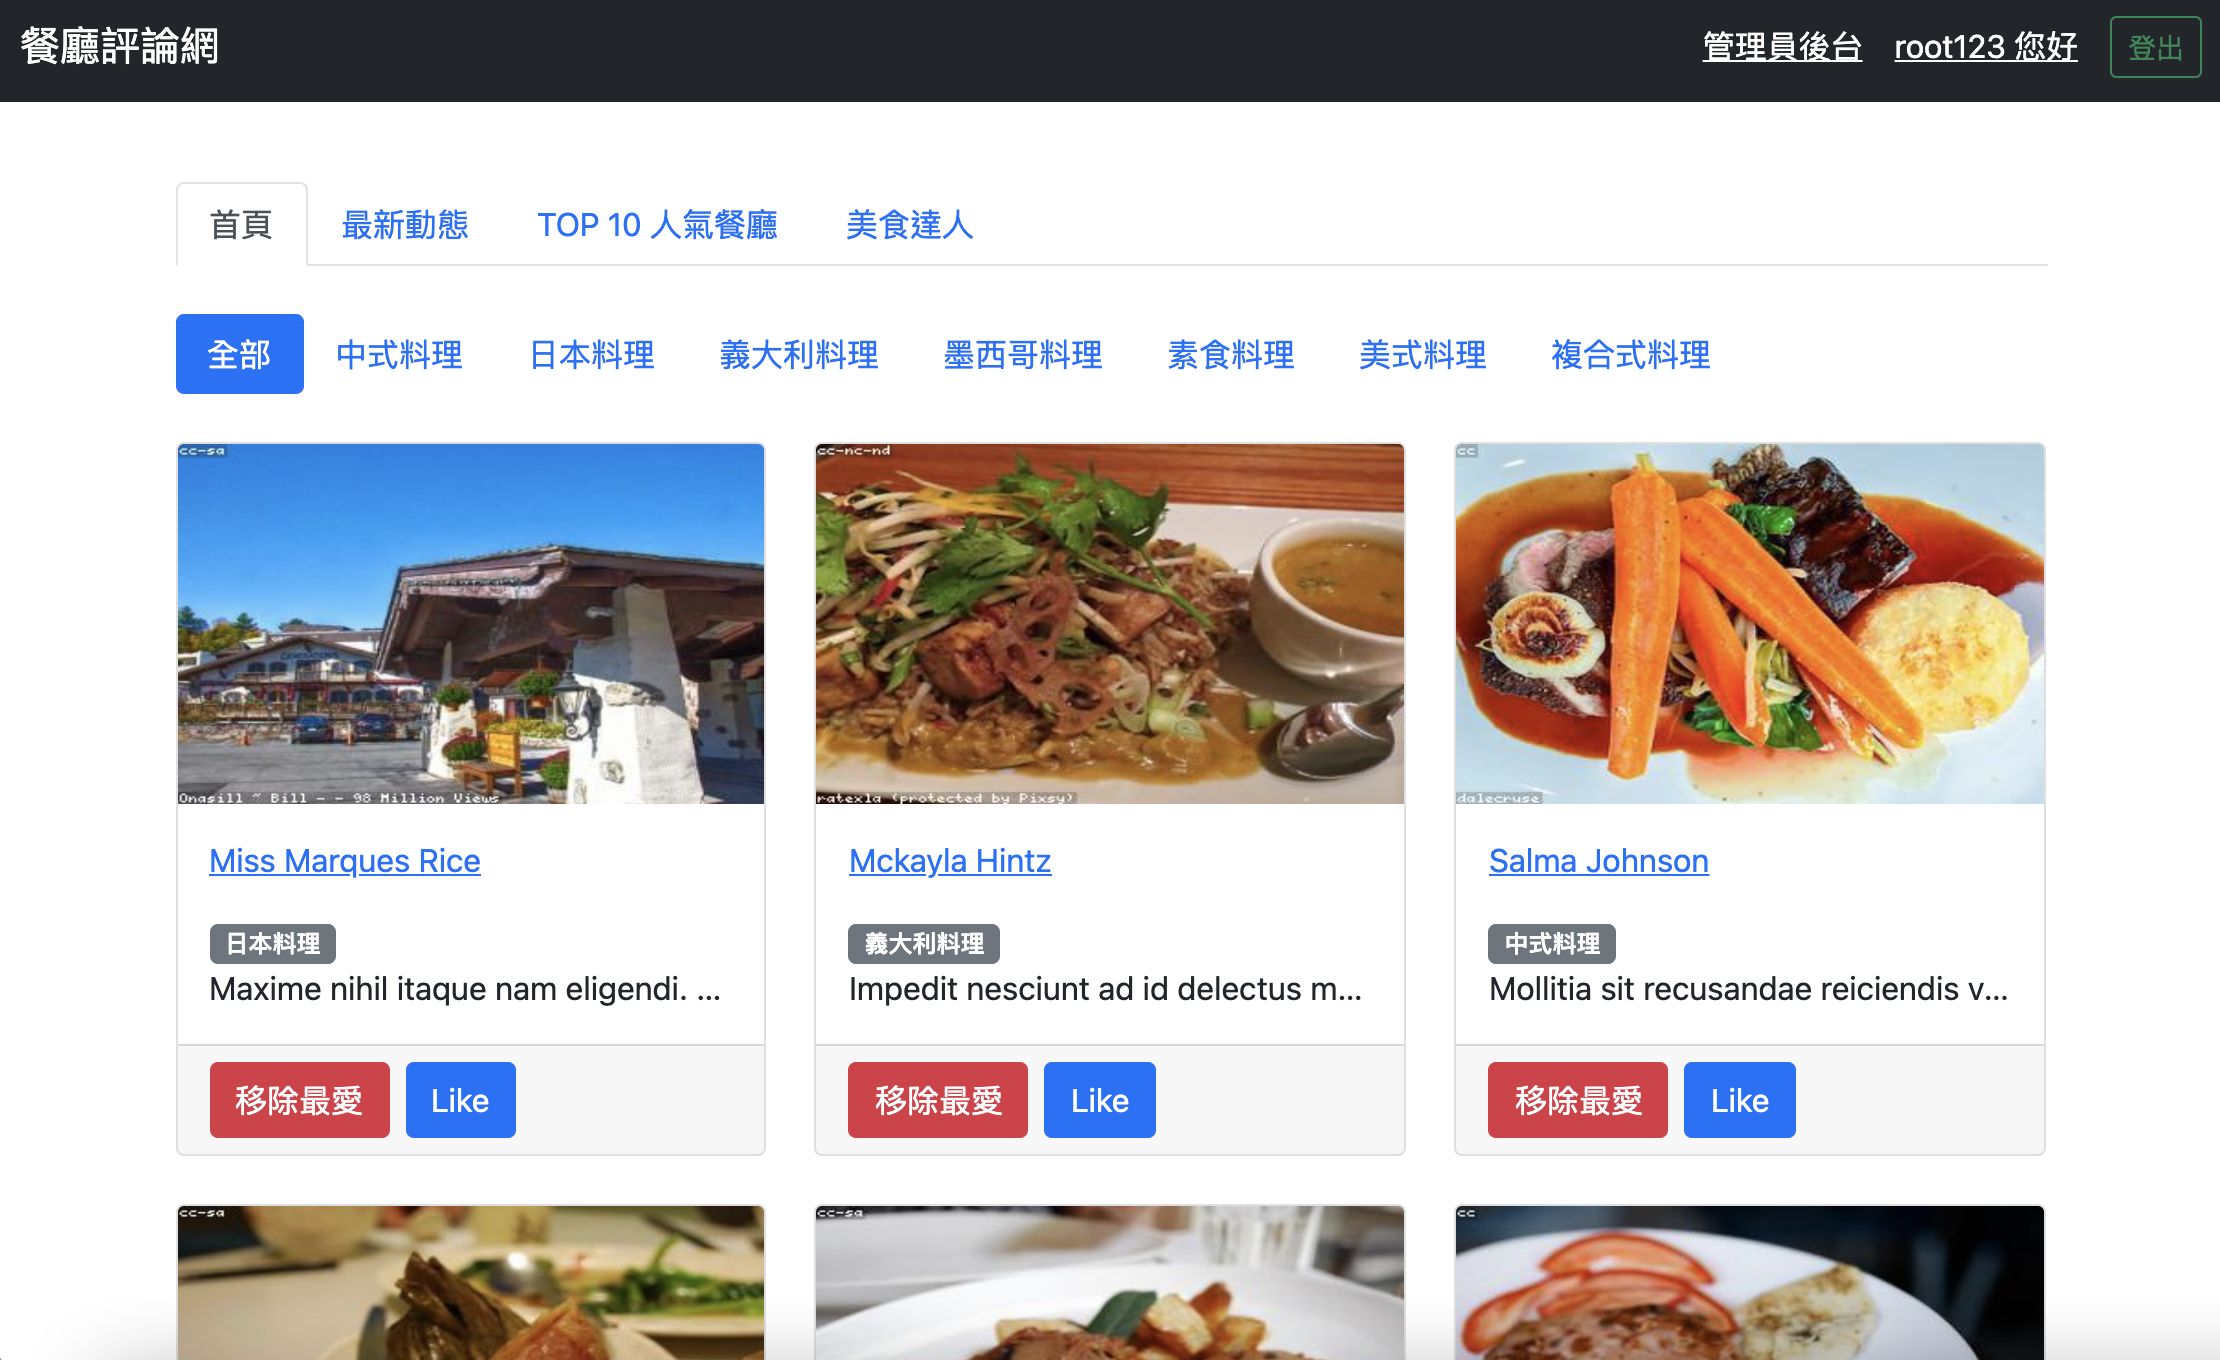 餐廳評論網
管理員後台 root123 您好 登出
首頁 最新動態 TOP 10 人氣餐廳 美食達人
全部 中式料理 日本料理 義大利料理 墨西哥料理 素食料理 美式料理 複合式料理
cc-sa cc-nc-nd cc
Onasill ~ Bill - - 98 Million Views ratexla (protected by Pixsy) dalecruse
Miss Marques Rice Mckayla Hintz Salma Johnson
日本料理 義大利料理 中式料理
Maxime nihil itaque nam eligendi. ... Impedit nesciunt ad id delectus m... Mollitia sit recusandae reiciendis v...
移除最愛 Like 移除最愛 Like 移除最愛 Like
cc-sa cc-sa cc